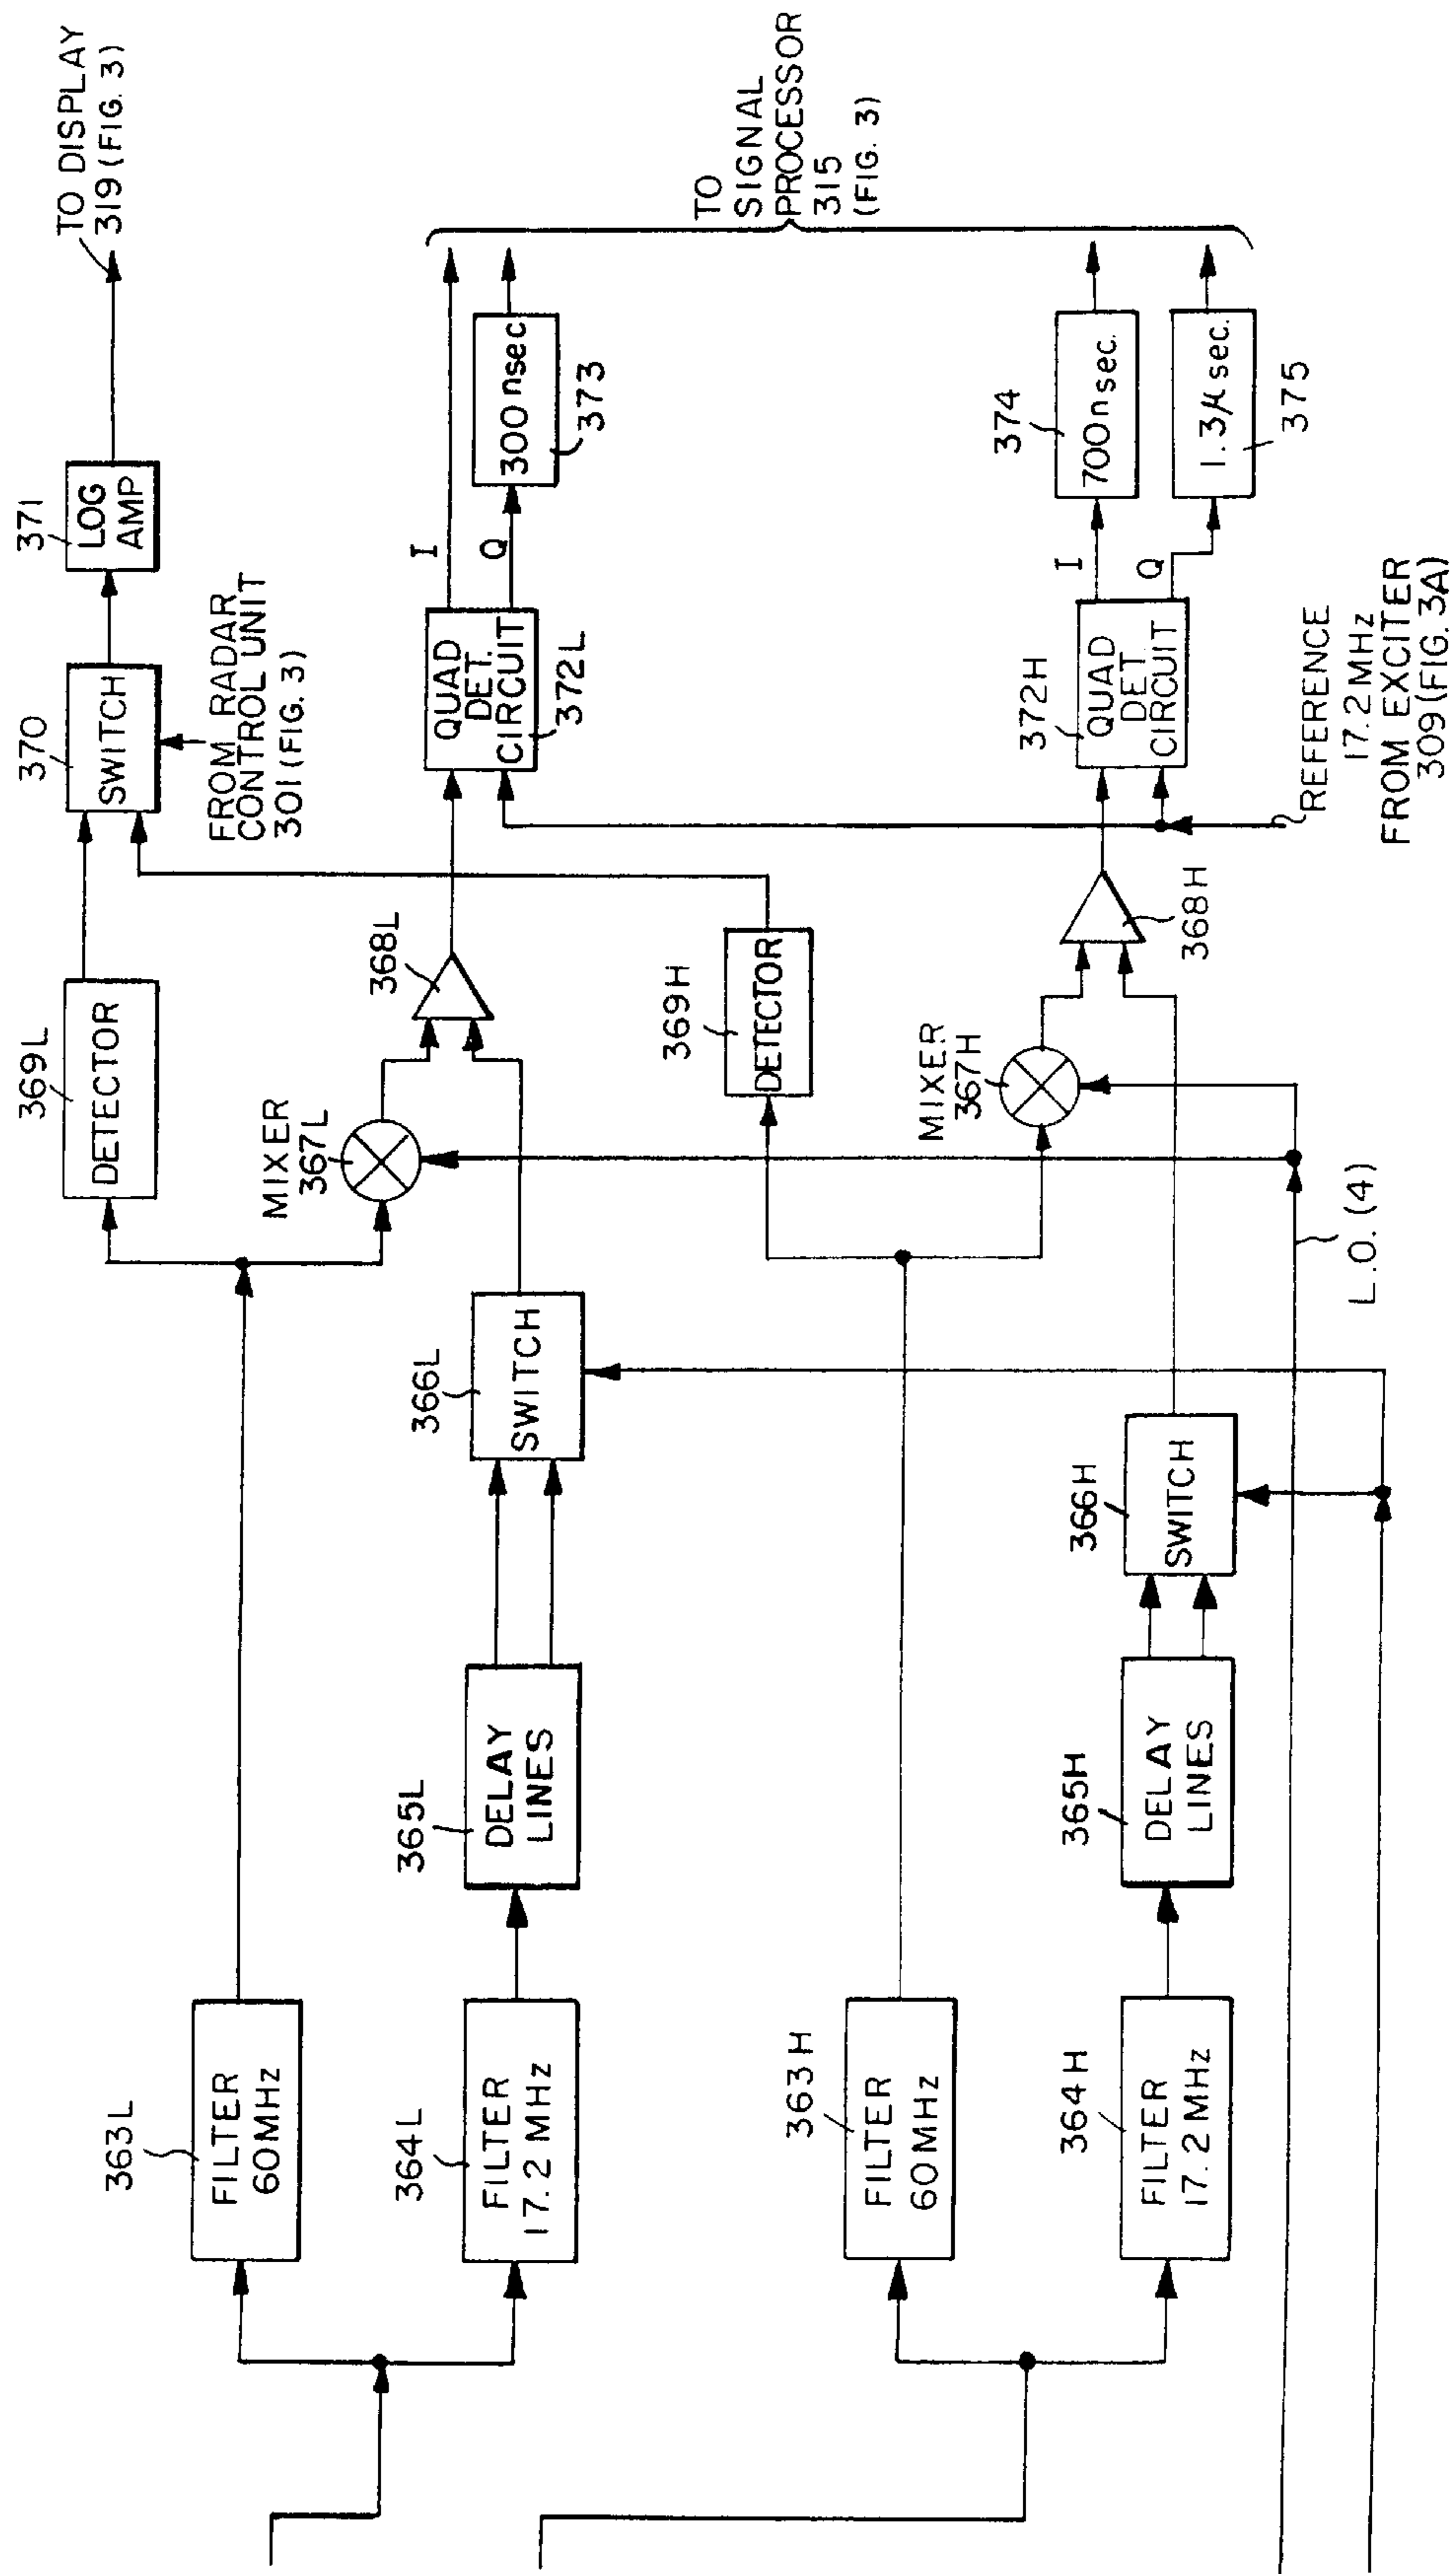 363L
FILTER
60MHz
364L
FILTER
17.2 MHz
363H
FILTER
60MHz
364H
FILTER
17.2 MHz
365L
DELAY
LINES
365H
DELAY
LINES
366L
SWITCH
366H
SWITCH
L.O. (4)
369L
DETECTOR
MIXER
367L
368L
369H
DETECTOR
MIXER
367H
368H
370
SWITCH
FROM RADAR
CONTROL UNIT
301 (FIG. 3)
371
LOG
AMP
TO DISPLAY
319 (FIG. 3)
QUAD
DET.
CIRCUIT
372L
I
Q
300 nsec
373
372H
QUAD
DET
CIRCUIT
I
Q
374
700 nsec.
1.3 μsec.
375
REFERENCE
17.2 MHz
FROM EXCITER
309 (FIG. 3A)
TO
SIGNAL
PROCESSOR
315
(FIG. 3)